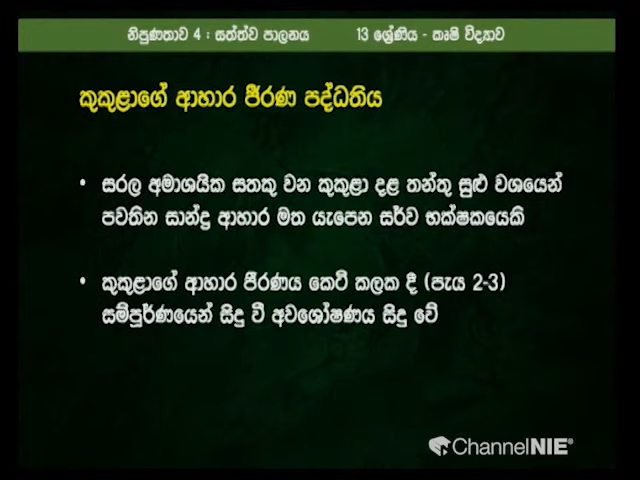 නිපුණතාව 4 : සත්ත්ව පාලනය 13 ශ්‍රේණිය - කෘෂි විද්‍යාව
කුකුළාගේ ආහාර ජීරණ පද්ධතිය
• සරල අමාශයික සතකු වන කුකුළා දළ තන්තු සුළු වශයෙන්
පවතින සාන්ද්‍ර ආහාර මත යැපෙන සර්ව භක්ෂකයෙකි
• කුකුළාගේ ආහාර ජීරණය කෙටි කලක දී (පැය 2-3)
සම්පූර්ණයෙන් සිදු වී අවශෝෂණය සිදු වේ
ChannelNIE®